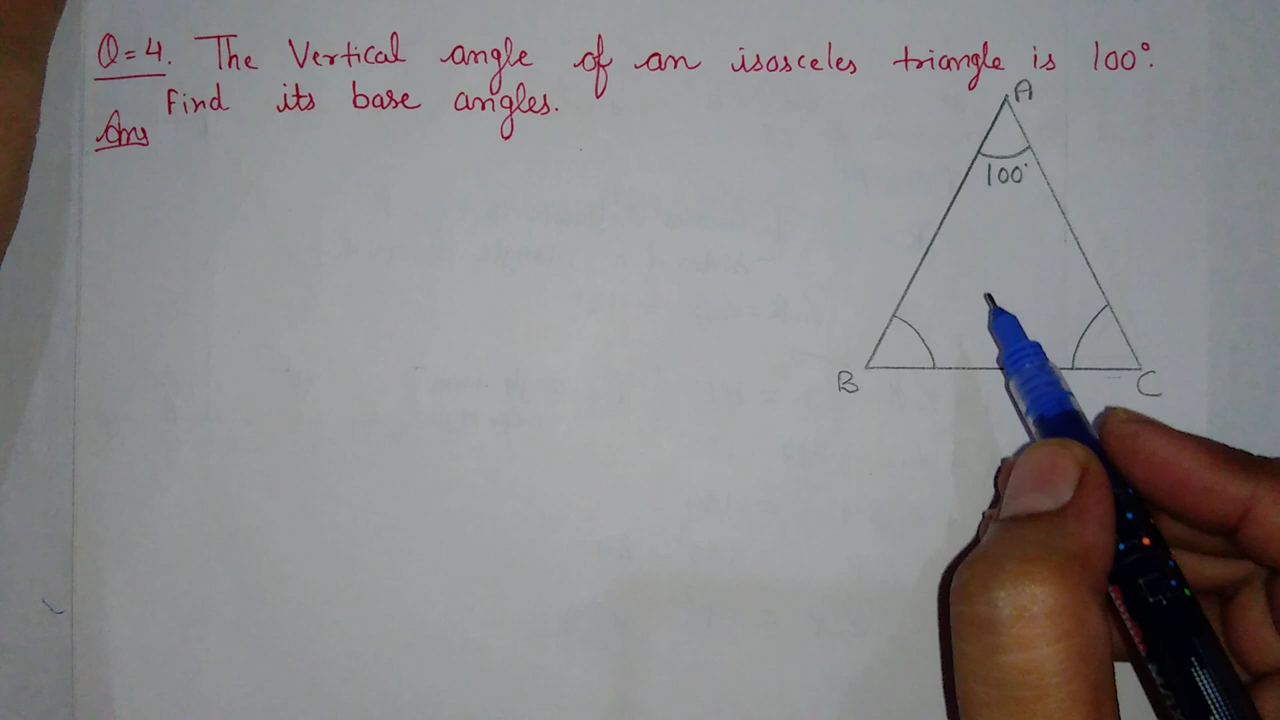 Q=4. The Vertical angle of an isosceles triangle is 100°.
Find its base angles.
Ans
A
100°
B
C